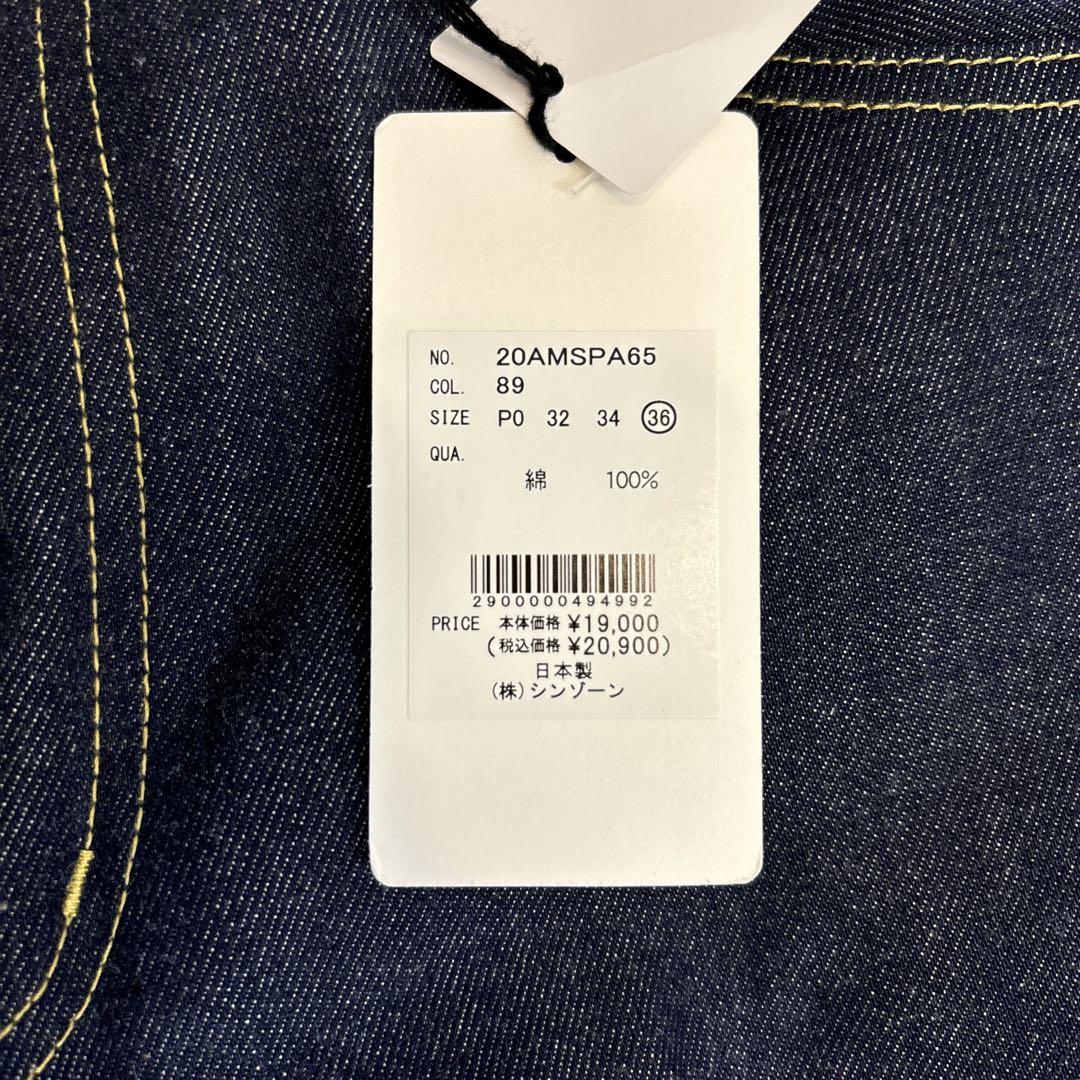 NO. 20AMSPA65
COL. 89
SIZE P0 32 34 36
QUA.
綿 100%
2900000494992
PRICE 本体価格 ¥19,000
(税込価格 ¥20,900)
日本製
(株)シンゾーン